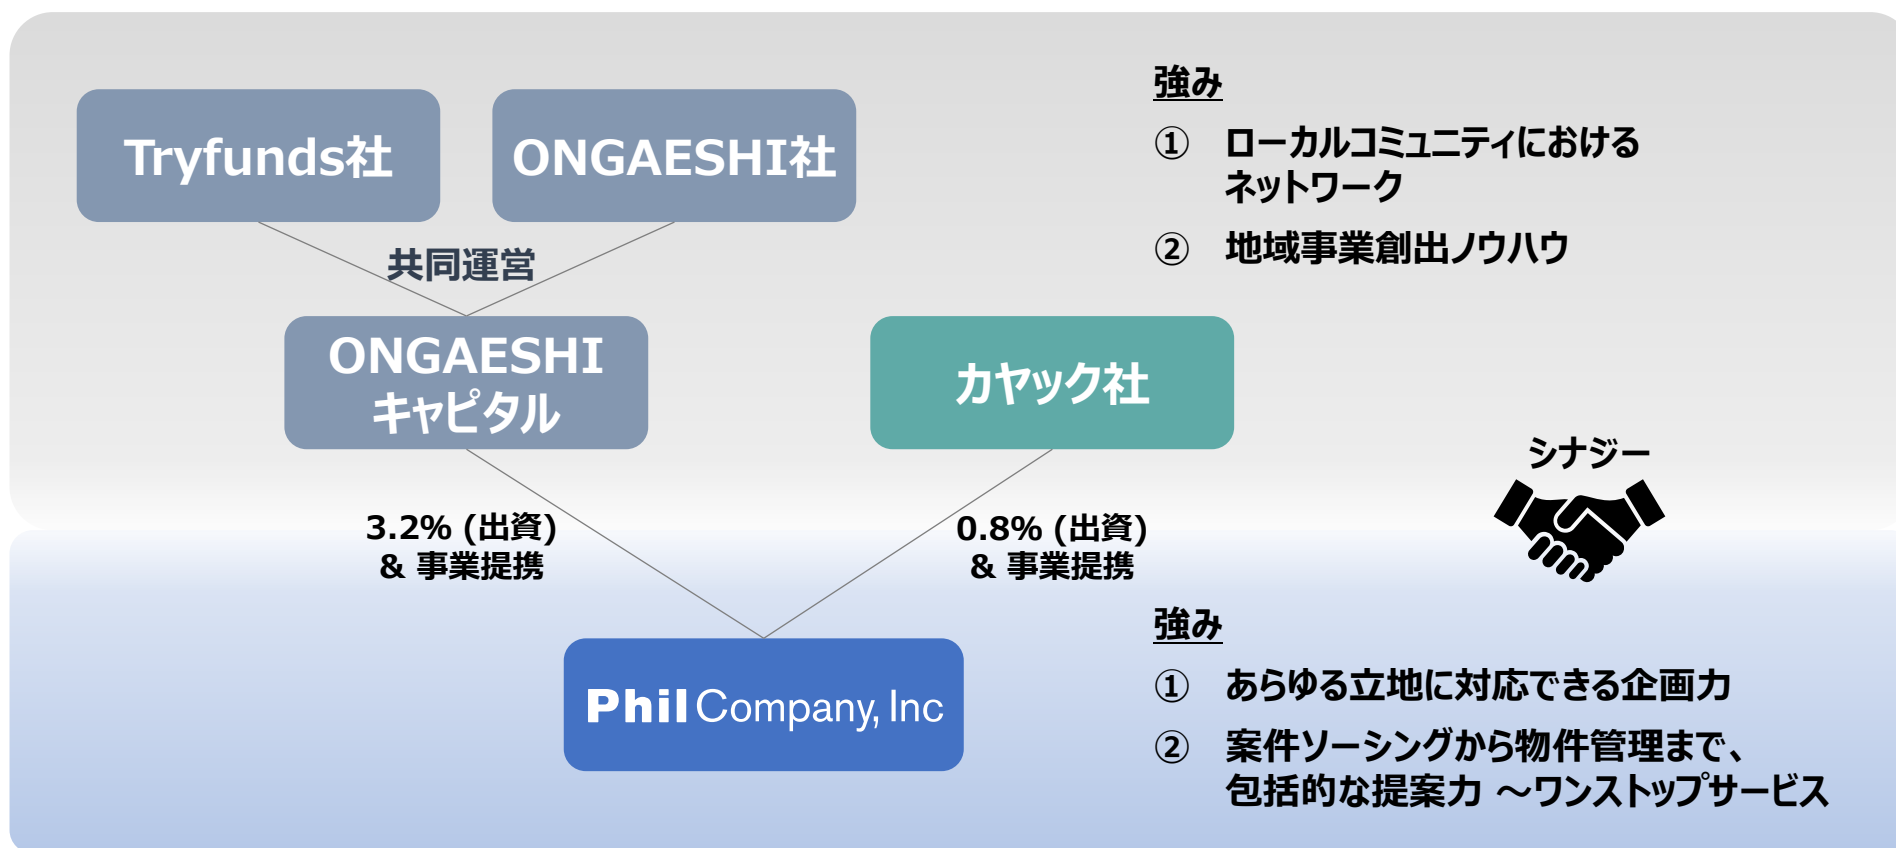 Tryfunds社
ONGAESHI社
共同運営
ONGAESHI
キャピタル
カヤック社
強み
① ローカルコミュニティにおける
ネットワーク
② 地域事業創出ノウハウ
シナジー
3.2% (出資)
& 事業提携
0.8% (出資)
& 事業提携
Phil Company, Inc
強み
① あらゆる立地に対応できる企画力
② 案件ソーシングから物件管理まで、
包括的な提案力 ～ワンストップサービス